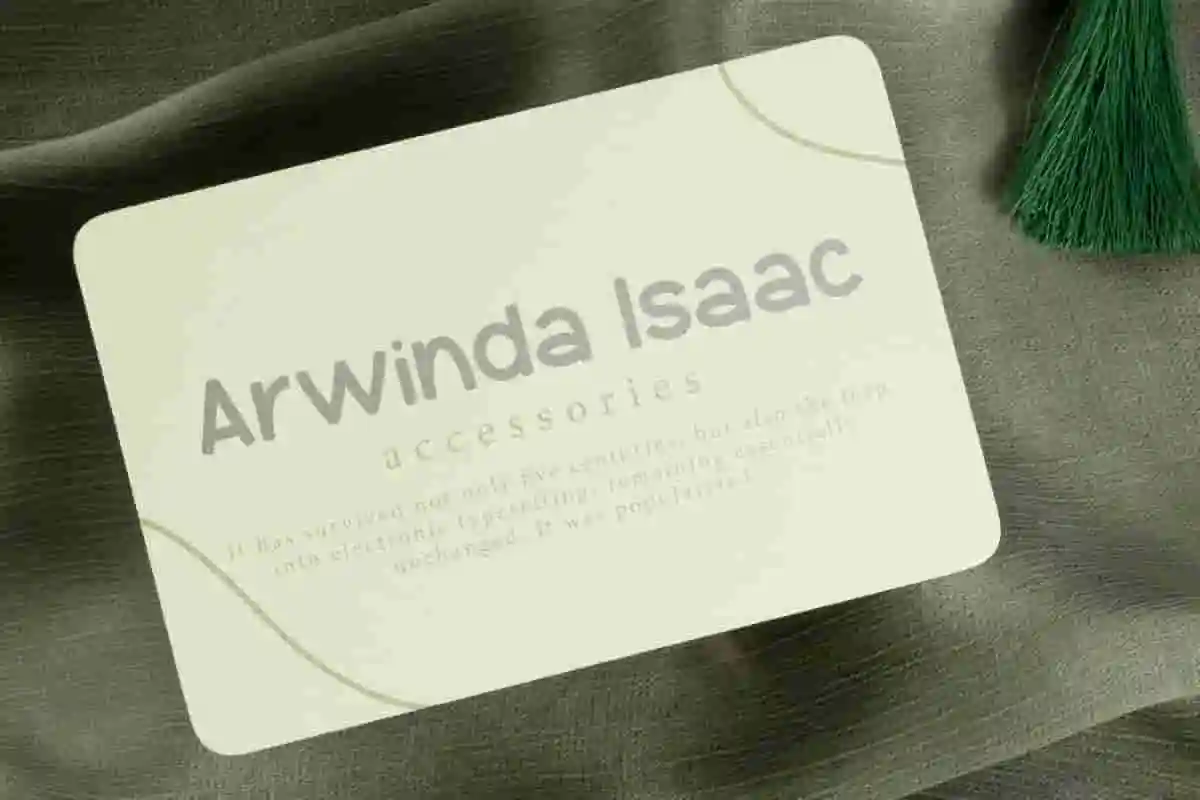 Arwinda Isaac
accessories
It has survived not only five centuries, but also the leap
into electronic typesetting, remaining essentially
unchanged. It was popularised